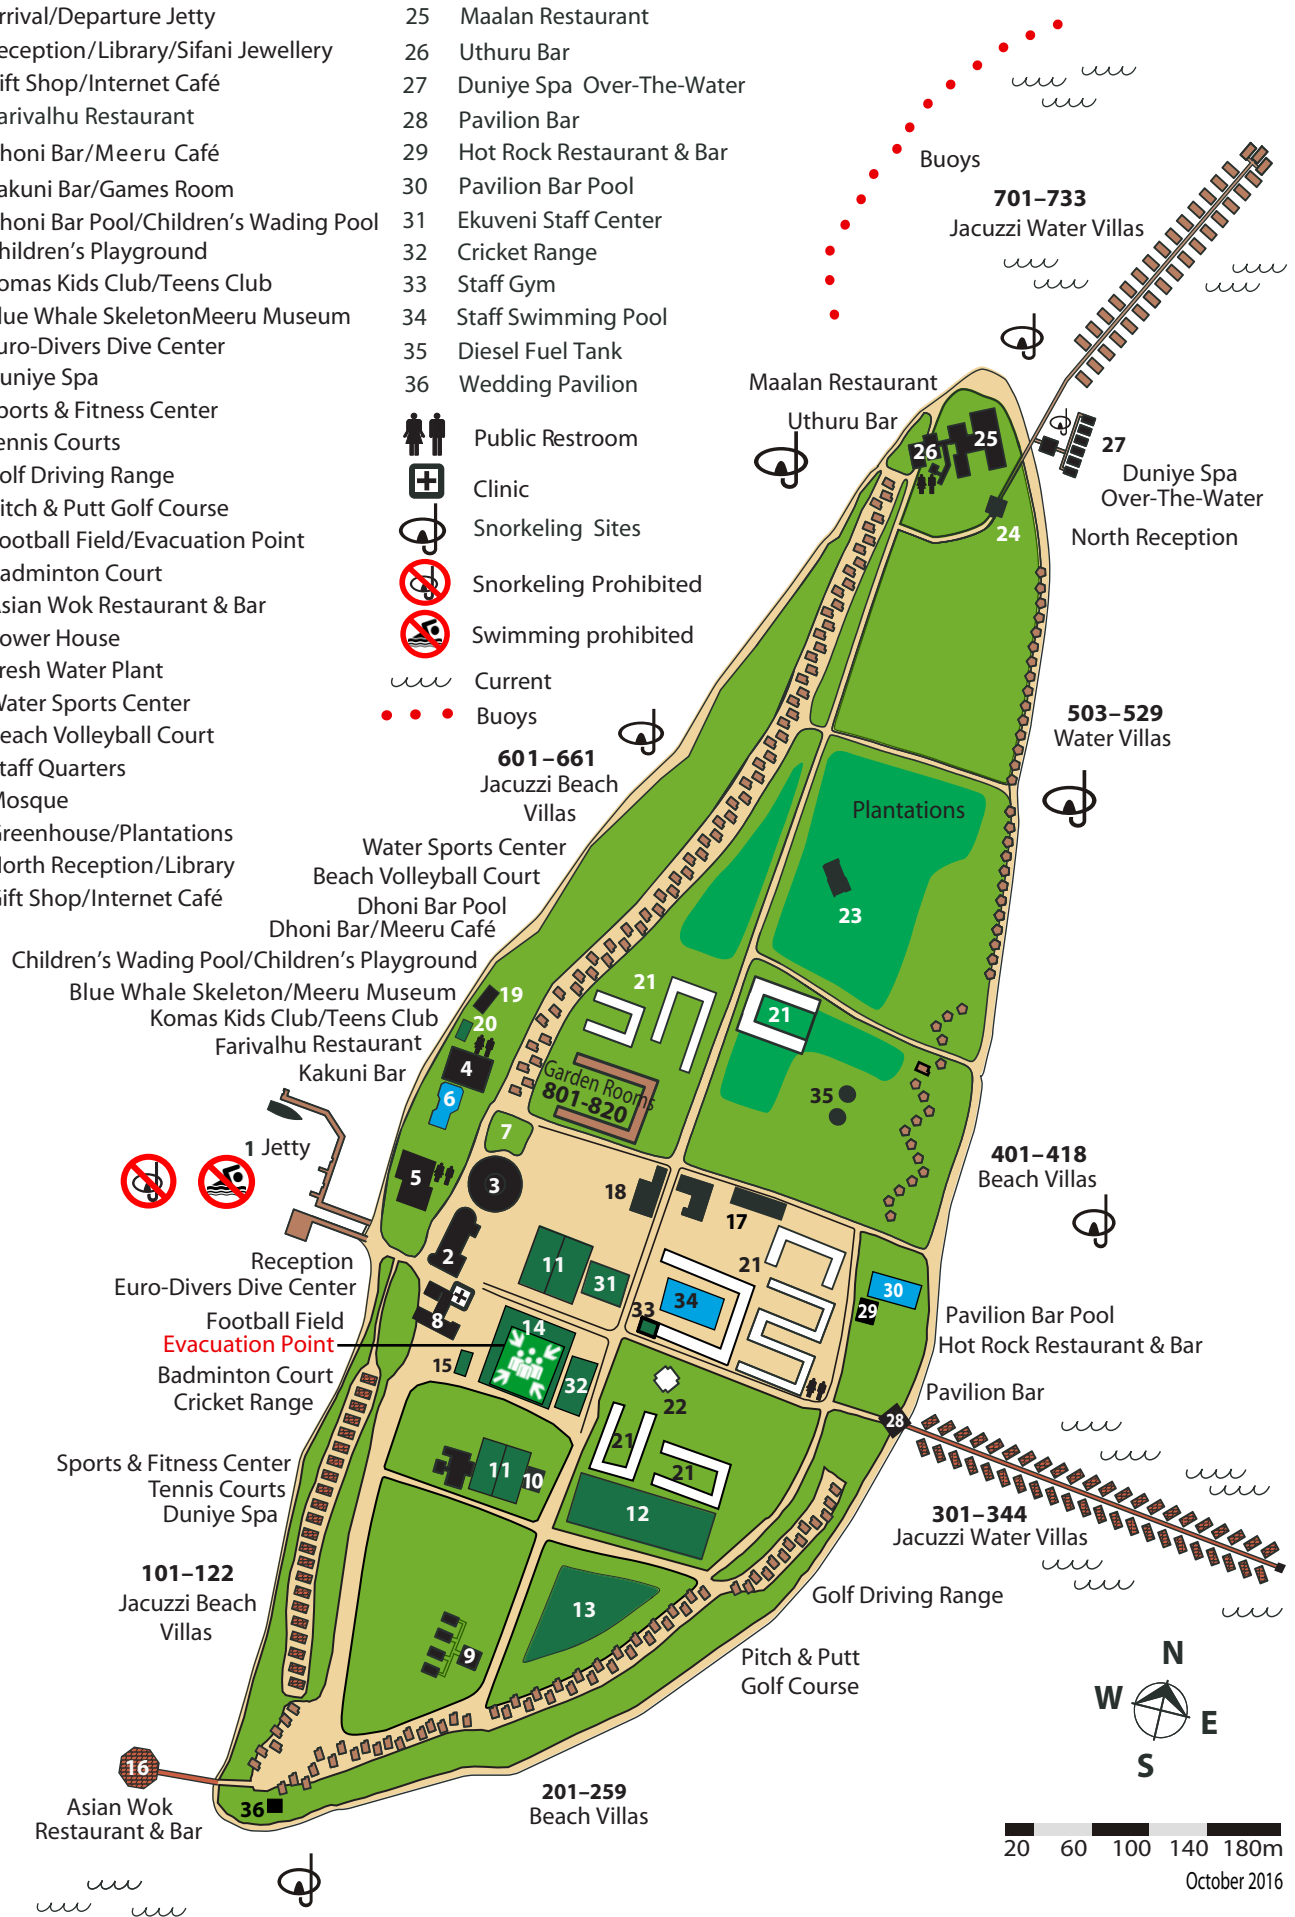 rrival/Departure Jetty
eception/Library/Sifani Jewellery
ift Shop/Internet Café
arivalhu Restaurant
honi Bar/Meeru Café
akuni Bar/Games Room
honi Bar Pool/Children's Wading Pool
hildren's Playground
omas Kids Club/Teens Club
lue Whale SkeletonMeeru Museum
uro-Divers Dive Center
uniye Spa
ports & Fitness Center
ennis Courts
olf Driving Range
itch & Putt Golf Course
ootball Field/Evacuation Point
adminton Court
sian Wok Restaurant & Bar
ower House
resh Water Plant
Water Sports Center
each Volleyball Court
taff Quarters
Mosque
reenhouse/Plantations
North Reception/Library
ift Shop/Internet Café
25 Maalan Restaurant
26 Uthuru Bar
27 Duniye Spa Over-The-Water
28 Pavilion Bar
29 Hot Rock Restaurant & Bar
30 Pavilion Bar Pool
31 Ekuveni Staff Center
32 Cricket Range
33 Staff Gym
34 Staff Swimming Pool
35 Diesel Fuel Tank
36 Wedding Pavilion
Public Restroom
Clinic
Snorkeling Sites
Snorkeling Prohibited
Swimming prohibited
Current
Buoys
Buoys
701–733
Jacuzzi Water Villas
Maalan Restaurant
Uthuru Bar
25
26
27
Duniye Spa
Over-The-Water
24
North Reception
503–529
Water Villas
601–661
Jacuzzi Beach
Villas
Plantations
23
Water Sports Center
Beach Volleyball Court
Dhoni Bar Pool
Dhoni Bar/Meeru Café
Children's Wading Pool/Children's Playground
Blue Whale Skeleton/Meeru Museum
Komas Kids Club/Teens Club
Farivalhu Restaurant
Kakuni Bar
21
19
20
21
4
6
Garden Rooms
801-820
35
7
1 Jetty
5
3
18
17
401–418
Beach Villas
2
11
31
21
34
33
30
29
Reception
Euro-Divers Dive Center
Football Field
Evacuation Point
Badminton Court
Cricket Range
8
14
15
32
22
Pavilion Bar Pool
Hot Rock Restaurant & Bar
Pavilion Bar
28
21
21
11
10
12
Sports & Fitness Center
Tennis Courts
Duniye Spa
301–344
Jacuzzi Water Villas
101–122
Jacuzzi Beach
Villas
Golf Driving Range
13
9
Pitch & Putt
Golf Course
N
W
E
S
16
Asian Wok
Restaurant & Bar
36
201–259
Beach Villas
20 60 100 140 180m
October 2016